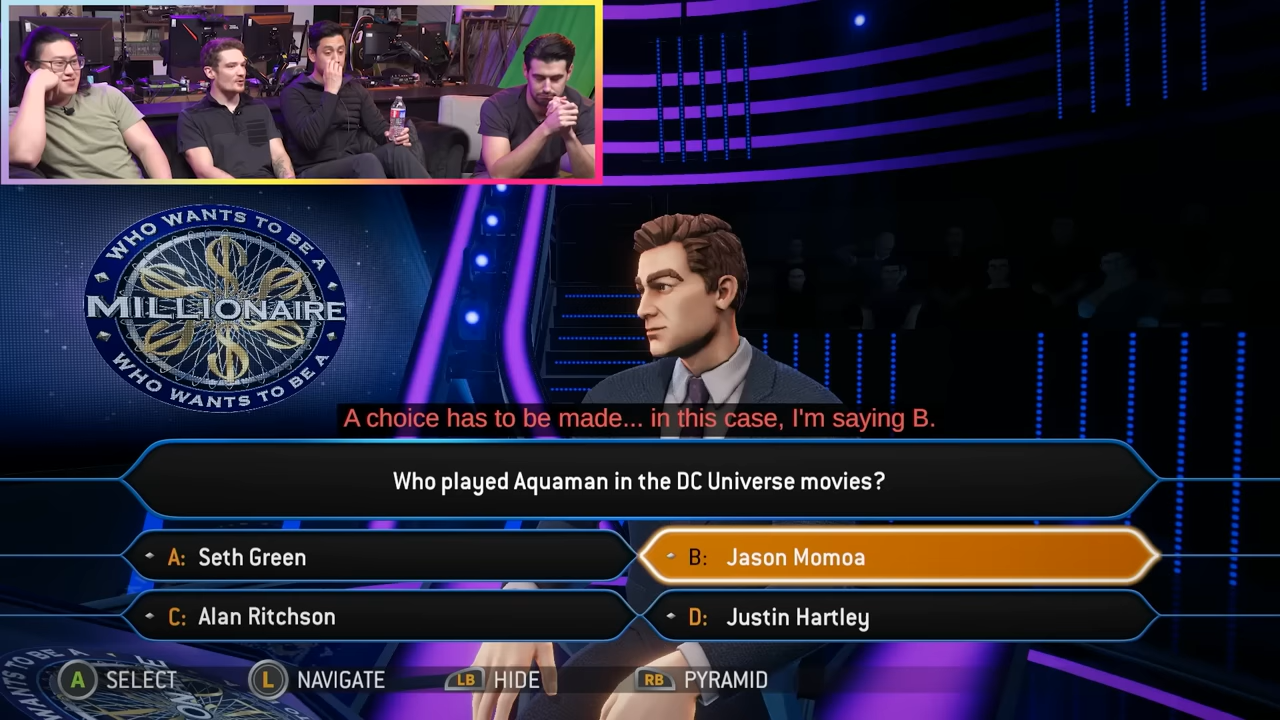 WHO WANTS TO BE A
MILLIONAIRE
WHO WANTS TO BE A
A choice has to be made... in this case, I'm saying B.
Who played Aquaman in the DC Universe movies?
A: Seth Green
B: Jason Momoa
C: Alan Ritchson
D: Justin Hartley
A SELECT
L NAVIGATE
LB HIDE
RB PYRAMID